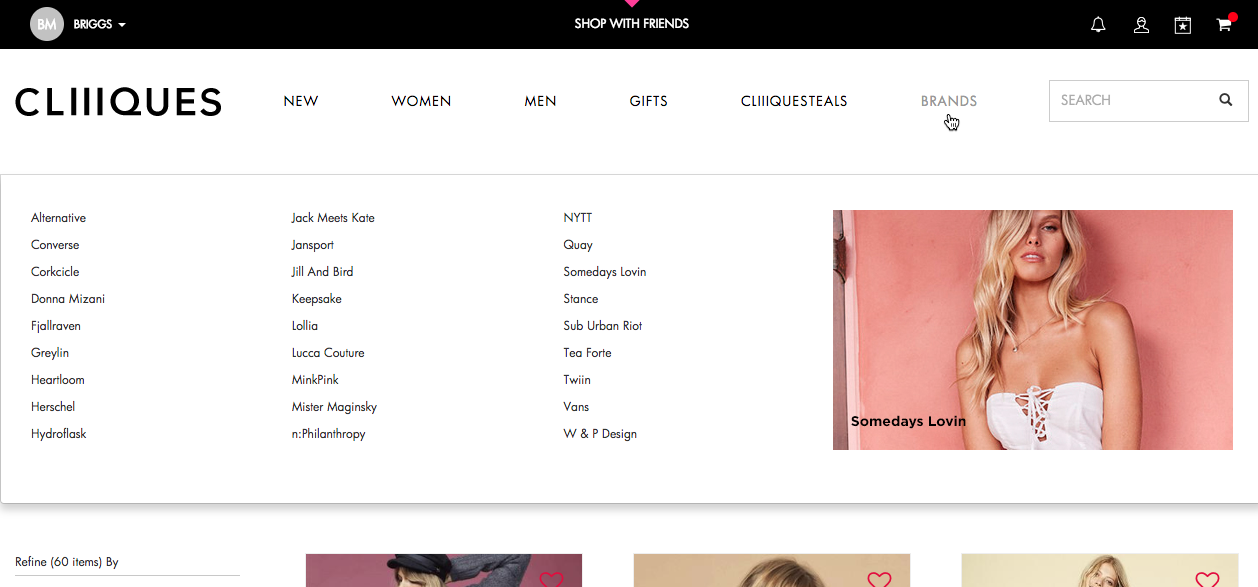 BM
BRIGGS
SHOP WITH FRIENDS
CLIIIQUES
NEW
WOMEN
MEN
GIFTS
CLIIIQUESTEALS
BRANDS
SEARCH
Alternative
Converse
Corkcicle
Donna Mizani
Fjallraven
Greylin
Heartloom
Herschel
Hydroflask
Jack Meets Kate
Jansport
Jill And Bird
Keepsake
Lollia
Lucca Couture
MinkPink
Mister Maginsky
n:Philanthropy
NYTT
Quay
Somedays Lovin
Stance
Sub Urban Riot
Tea Forte
Twiin
Vans
W & P Design
Somedays Lovin
Refine (60 items) By